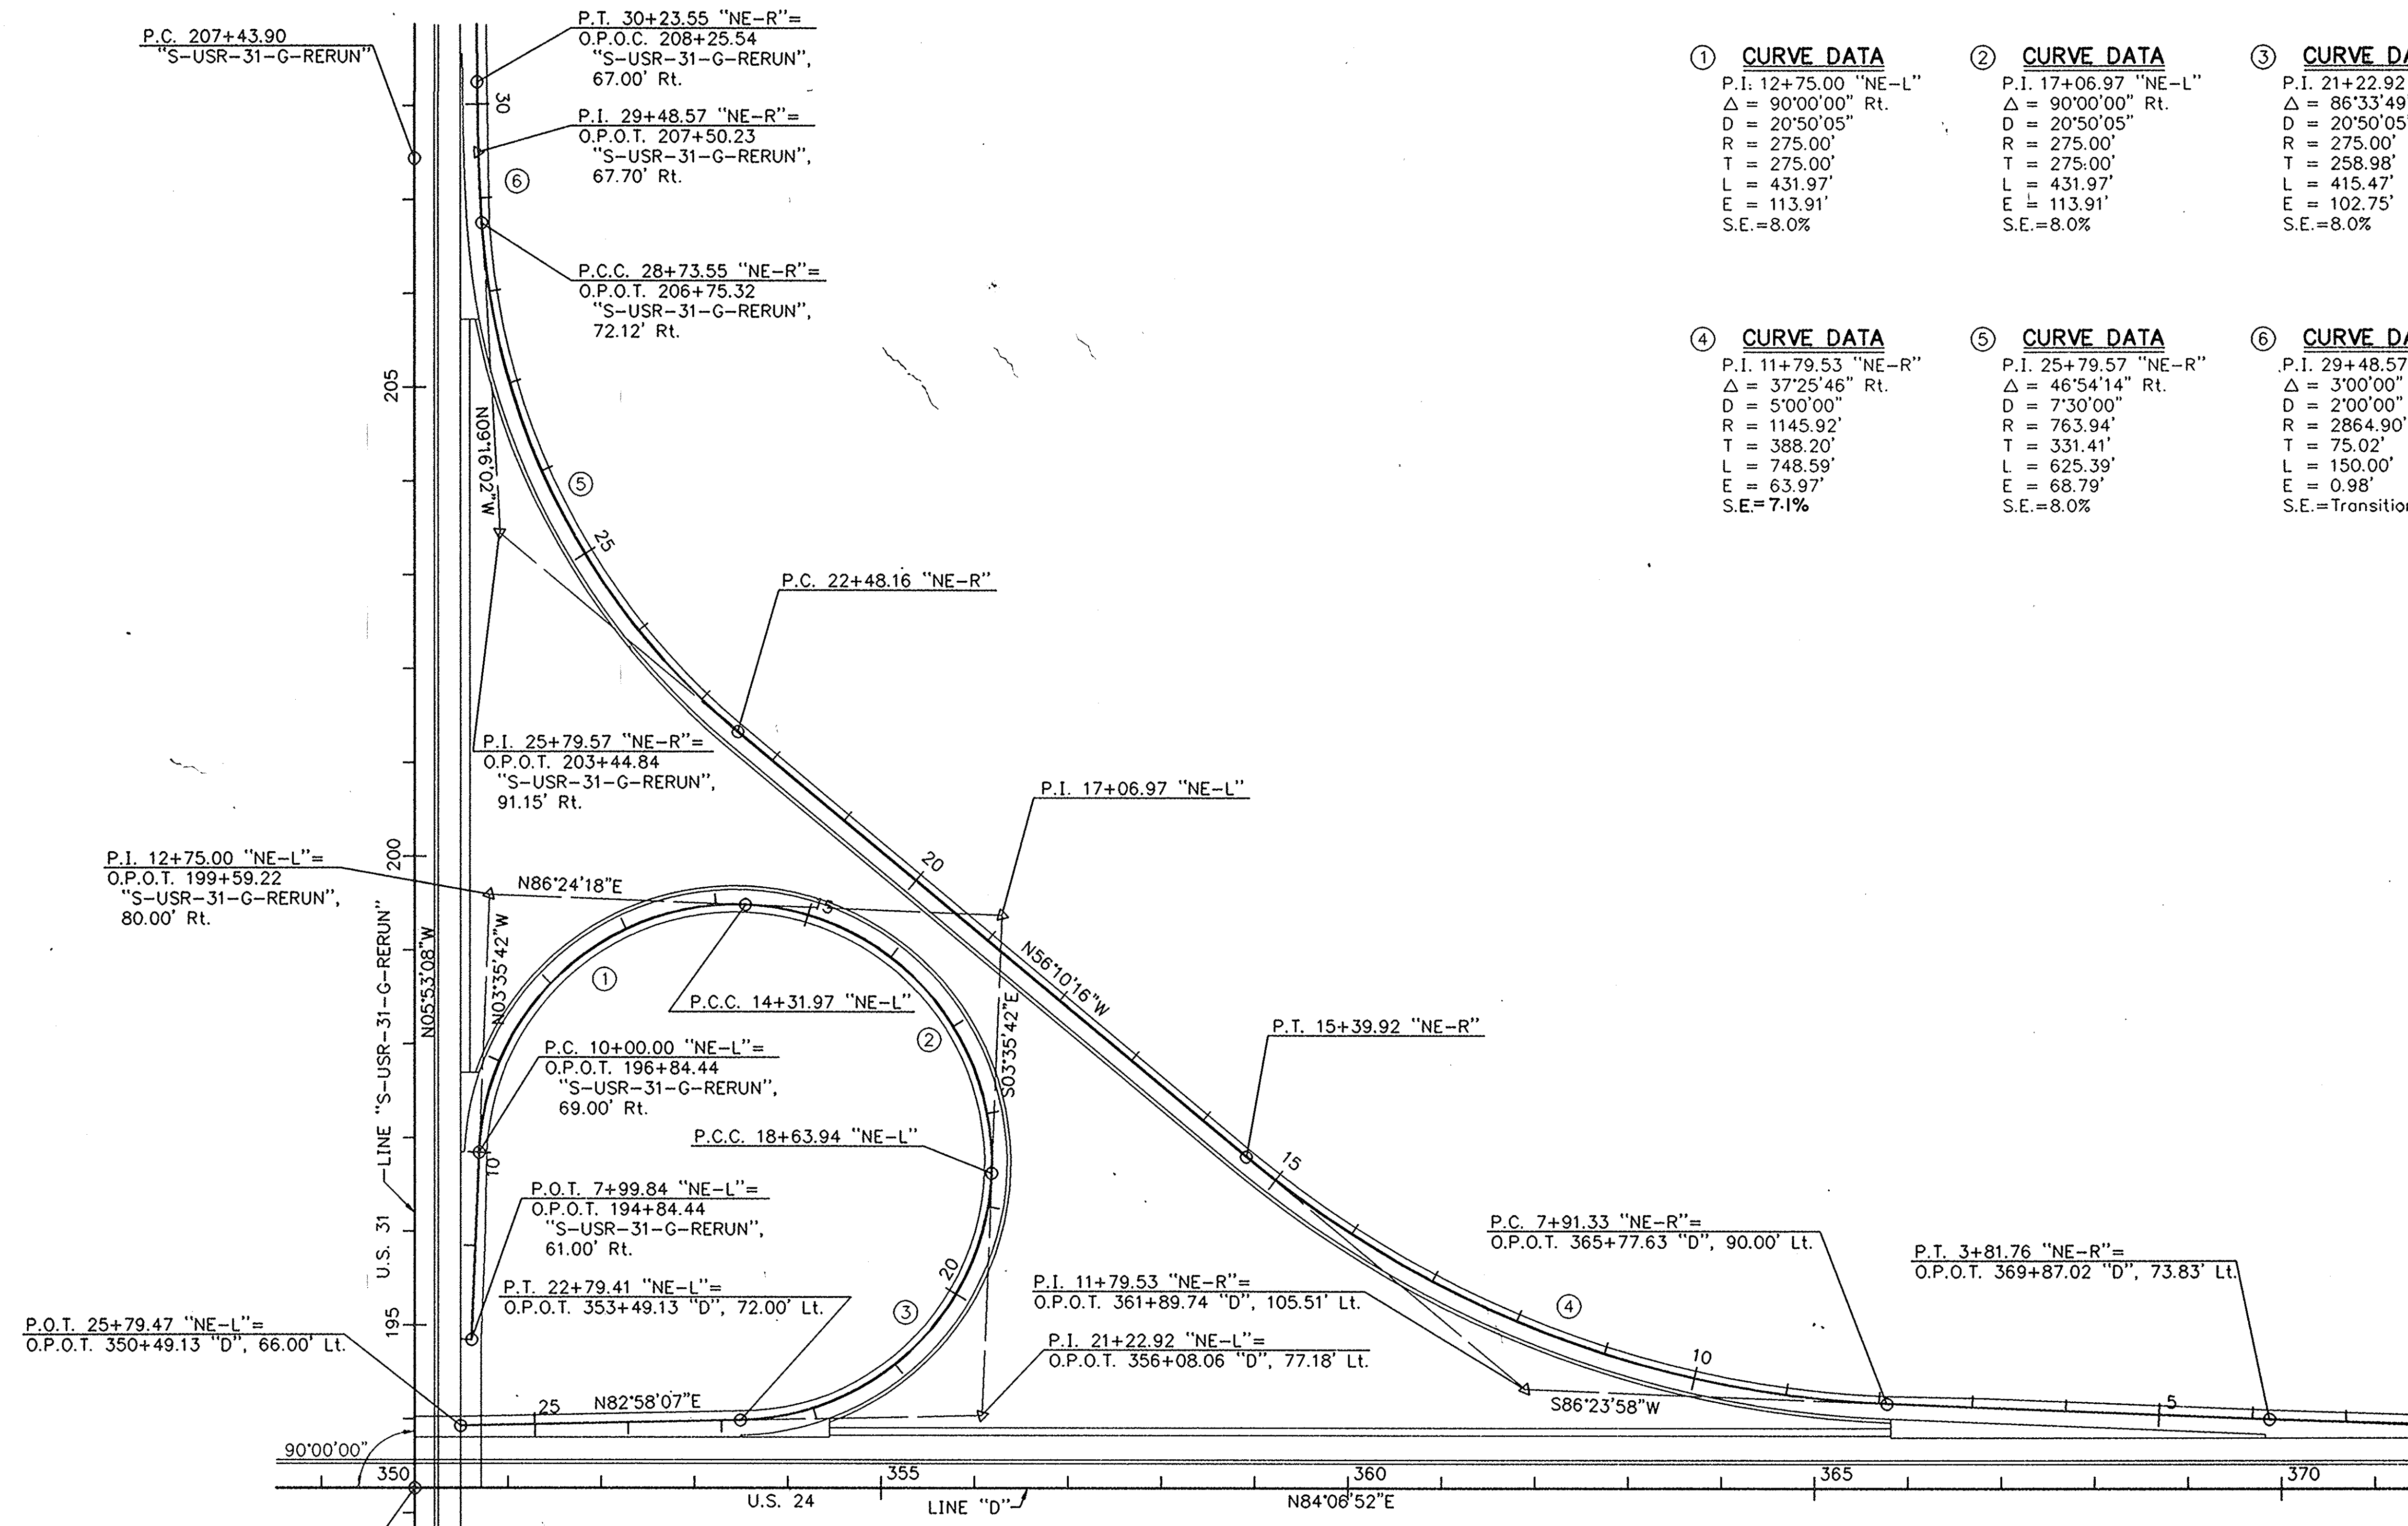 P.C. 207+43.90
"S-USR-31-G-RERUN"
P.T. 30+23.55 "NE-R"=
O.P.O.C. 208+25.54
"S-USR-31-G-RERUN",
67.00' Rt.
30
P.I. 29+48.57 "NE-R"=
O.P.O.T. 207+50.23
"S-USR-31-G-RERUN",
67.70' Rt.
6
P.C.C. 28+73.55 "NE-R"=
O.P.O.T. 206+75.32
"S-USR-31-G-RERUN",
72.12' Rt.
1 CURVE DATA
P.I. 12+75.00 "NE-L"
△ = 90°00'00" Rt.
D = 20°50'05"
R = 275.00'
T = 275.00'
L = 431.97'
E = 113.91'
S.E.=8.0%
2 CURVE DATA
P.I. 17+06.97 "NE-L"
△ = 90°00'00" Rt.
D = 20°50'05"
R = 275.00'
T = 275.00'
L = 431.97'
E = 113.91'
S.E.=8.0%
3 CURVE DA
P.I. 21+22.92
△ = 86°33'49
D = 20°50'05"
R = 275.00'
T = 258.98'
L = 415.47'
E = 102.75'
S.E.=8.0%
4 CURVE DATA
P.I. 11+79.53 "NE-R"
△ = 37°25'46" Rt.
D = 5°00'00"
R = 1145.92'
T = 388.20'
L = 748.59'
E = 63.97'
S.E.=7.1%
5 CURVE DATA
P.I. 25+79.57 "NE-R"
△ = 46°54'14" Rt.
D = 7°30'00"
R = 763.94'
T = 331.41'
L = 625.39'
E = 68.79'
S.E.=8.0%
6 CURVE DA
P.I. 29+48.57
△ = 3°00'00"
D = 2°00'00"
R = 2864.90'
T = 75.02'
L = 150.00'
E = 0.98'
S.E.=Transition
205
N09°16'02"W
5
25
P.C. 22+48.16 "NE-R"
P.I. 25+79.57 "NE-R"=
O.P.O.T. 203+44.84
"S-USR-31-G-RERUN",
91.15' Rt.
P.I. 17+06.97 "NE-L"
200
20
P.I. 12+75.00 "NE-L"=
O.P.O.T. 199+59.22
"S-USR-31-G-RERUN",
80.00' Rt.
N86°24'18"E
15
N05°53'08"W
N03°35'42"W
1
P.C.C. 14+31.97 "NE-L"
2
S03°35'42"E
N56°10'16"W
P.T. 15+39.92 "NE-R"
P.C. 10+00.00 "NE-L"=
O.P.O.T. 196+84.44
"S-USR-31-G-RERUN",
69.00' Rt.
P.C.C. 18+63.94 "NE-L"
10
15
P.O.T. 7+99.84 "NE-L"=
O.P.O.T. 194+84.44
"S-USR-31-G-RERUN",
61.00' Rt.
U.S. 31
LINE "S-USR-31-G-RERUN"
P.C. 7+91.33 "NE-R"=
O.P.O.T. 365+77.63 "D", 90.00' Lt.
P.T. 3+81.76 "NE-R"=
O.P.O.T. 369+87.02 "D", 73.83' Lt.
P.T. 22+79.41 "NE-L"=
O.P.O.T. 353+49.13 "D", 72.00' Lt.
20
3
P.I. 11+79.53 "NE-R"=
O.P.O.T. 361+89.74 "D", 105.51' Lt.
4
195
P.O.T. 25+79.47 "NE-L"=
O.P.O.T. 350+49.13 "D", 66.00' Lt.
P.I. 21+22.92 "NE-L"=
O.P.O.T. 356+08.06 "D", 77.18' Lt.
10
25
N82°58'07"E
S86°23'58"W
5
90°00'00"
350
355
360
365
370
U.S. 24
LINE "D"
N84°06'52"E